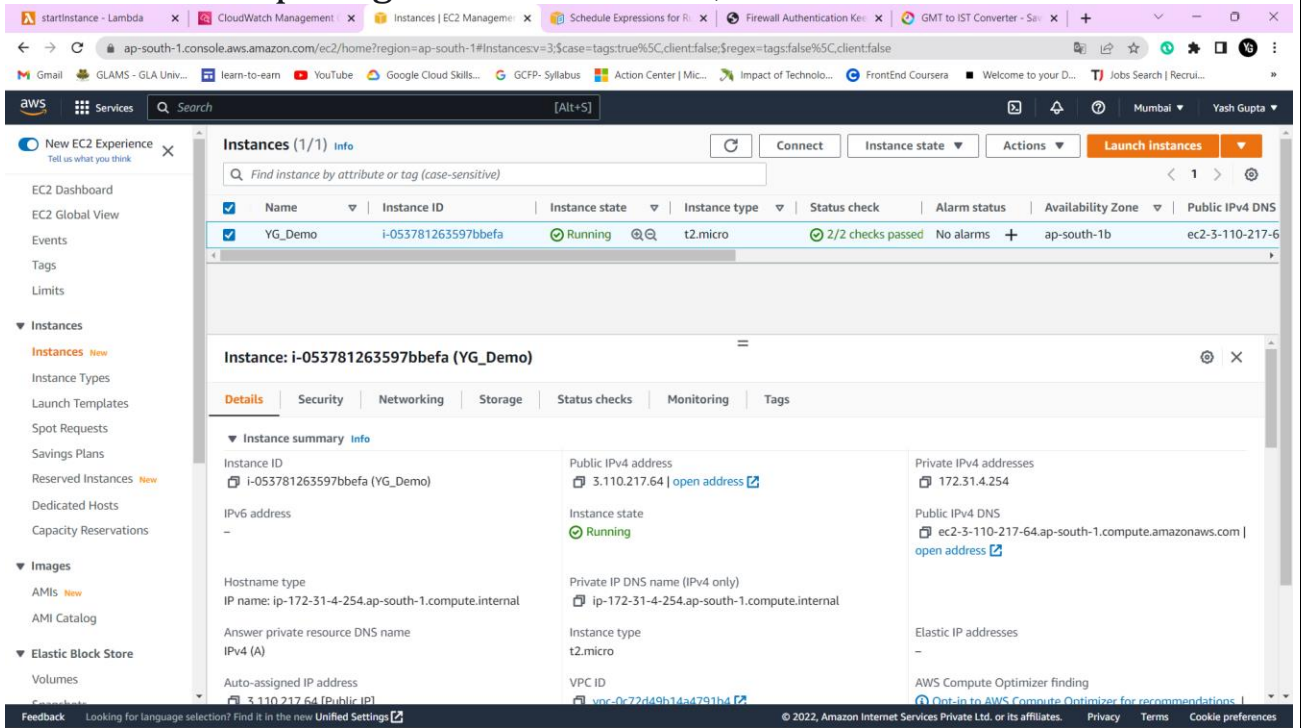 startInstance - Lambda
CloudWatch Management
Instances | EC2 Managemen
Schedule Expressions for Ru
Firewall Authentication Kee
GMT to IST Converter - Sav
ap-south-1.console.aws.amazon.com/ec2/home?region=ap-south-1#Instances:v=3;$case=tags:true%5C,client:false;$regex=tags:false%5C,client:false
Gmail GLAMS - GLA Univ... learn-to-earn YouTube Google Cloud Skills... GCFP- Syllabus Action Center | Mic... Impact of Technolo... FrontEnd Coursera Welcome to your D... Jobs Search | Recrui... »
aws Services Search [Alt+S] Mumbai Yash Gupta
New EC2 Experience
Tell us what you think
EC2 Dashboard
EC2 Global View
Events
Tags
Limits
Instances
Instances New
Instance Types
Launch Templates
Spot Requests
Savings Plans
Reserved Instances New
Dedicated Hosts
Capacity Reservations
Images
AMIs New
AMI Catalog
Elastic Block Store
Volumes
Instances (1/1) Info Connect Instance state Actions Launch instances
Find instance by attribute or tag (case-sensitive) 1
Name Instance ID Instance state Instance type Status check Alarm status Availability Zone Public IPv4 DNS
YG_Demo i-053781263597bbefa Running t2.micro 2/2 checks passed No alarms + ap-south-1b ec2-3-110-217-6
Instance: i-053781263597bbefa (YG_Demo)
Details Security Networking Storage Status checks Monitoring Tags
Instance summary Info
Instance ID Public IPv4 address Private IPv4 addresses
i-053781263597bbefa (YG_Demo) 3.110.217.64 | open address 172.31.4.254
IPv6 address Instance state Public IPv4 DNS
– Running ec2-3-110-217-64.ap-south-1.compute.amazonaws.com |
open address
Hostname type Private IP DNS name (IPv4 only)
IP name: ip-172-31-4-254.ap-south-1.compute.internal ip-172-31-4-254.ap-south-1.compute.internal
Answer private resource DNS name Instance type Elastic IP addresses
IPv4 (A) t2.micro –
Auto-assigned IP address VPC ID AWS Compute Optimizer finding
3.110.217.64 [Public IP] vpc-0c72d49b14a4791b4 Opt-in to AWS Compute Optimizer for recommendations. |
Feedback Looking for language selection? Find it in the new Unified Settings © 2022, Amazon Internet Services Private Ltd. or its affiliates. Privacy Terms Cookie preferences